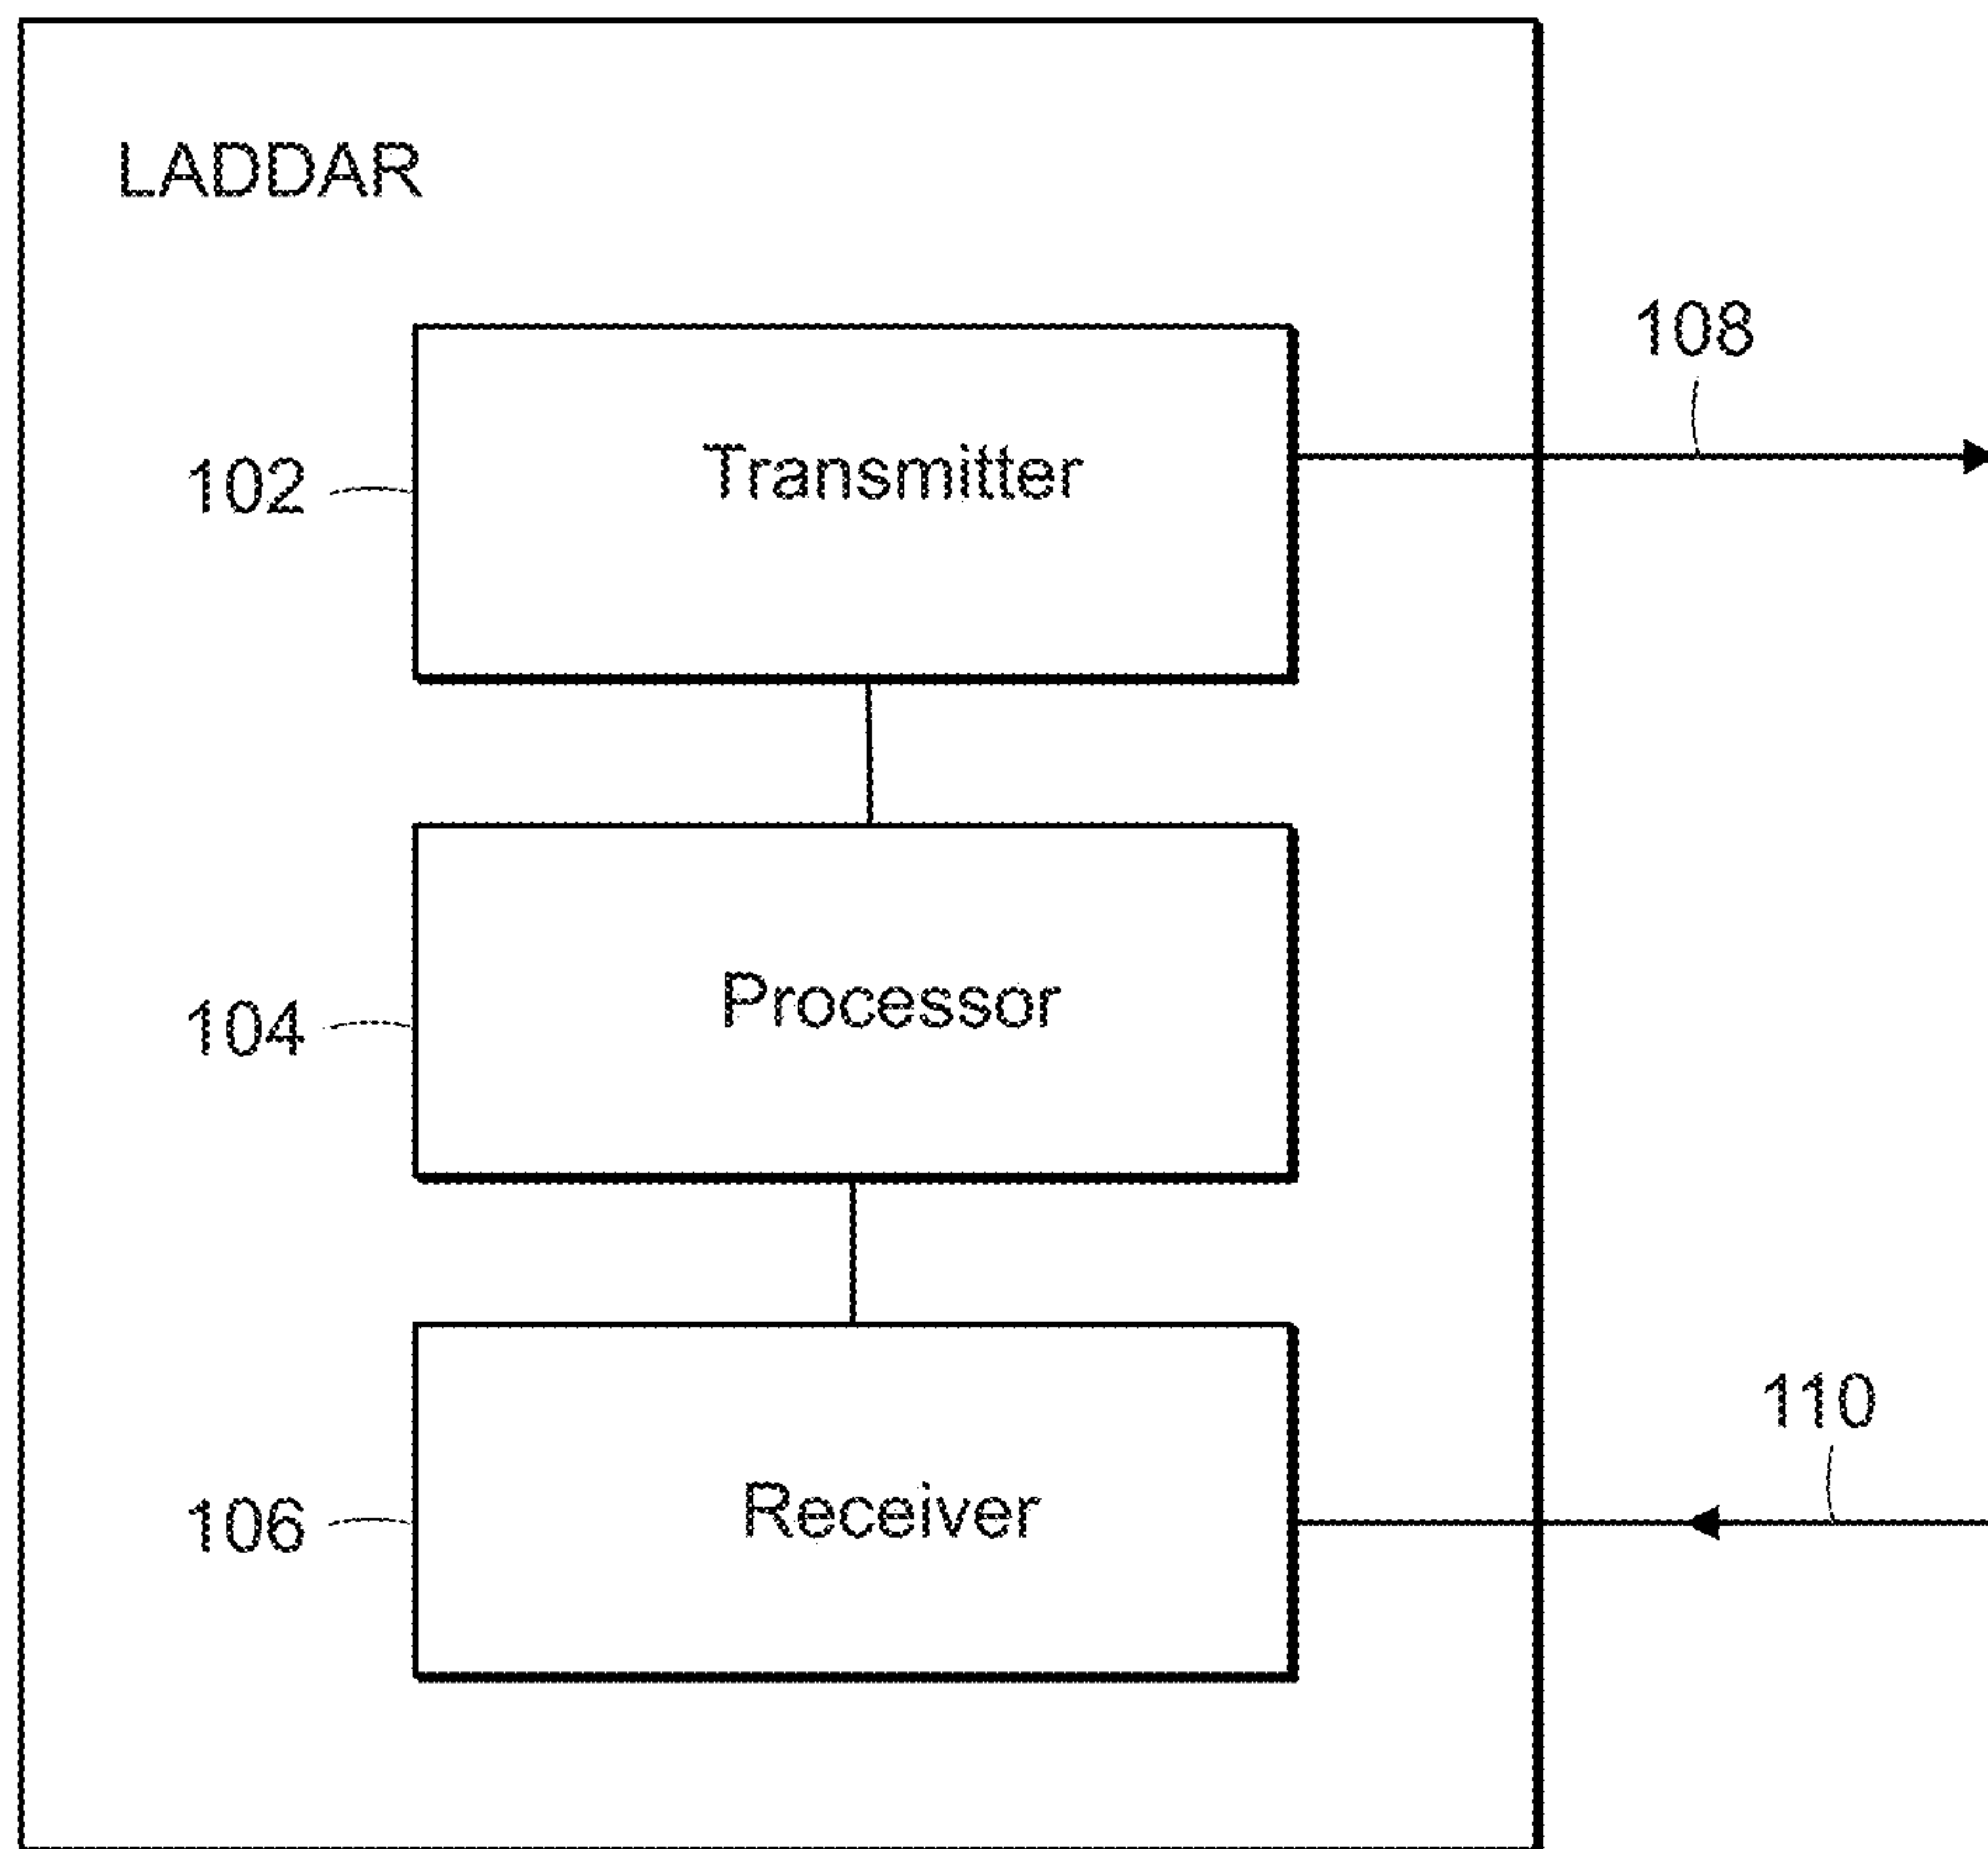 LADDAR
108
102
Transmitter
104
Processor
110
106
Receiver